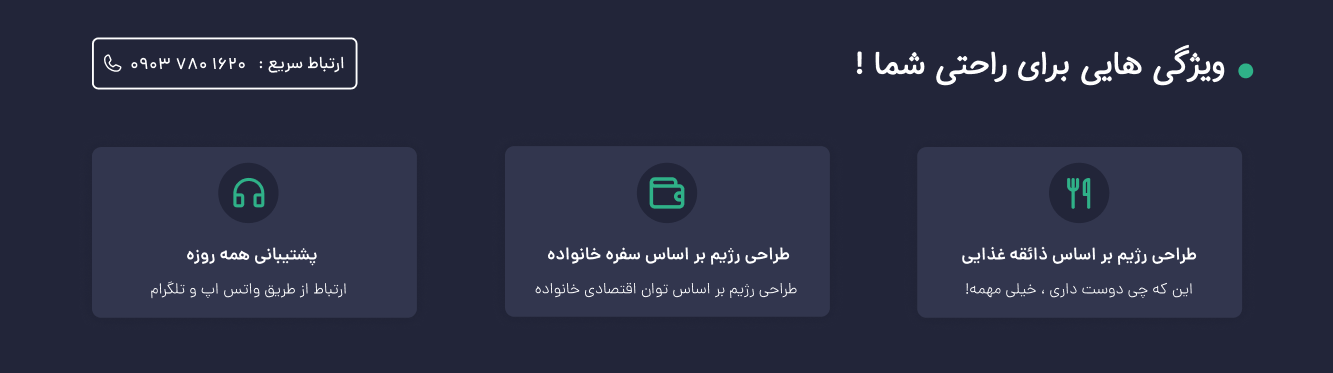 ویژگی هایی برای راحتی شما !
ارتباط سریع : ۰۹۰۳ ۷۸۰ ۱۶۲۰
طراحی رژیم بر اساس ذائقه غذایی
این که چی دوست داری ، خیلی مهمه!
طراحی رژیم بر اساس سفره خانواده
طراحی رژیم بر اساس توان اقتصادی خانواده
پشتیبانی همه روزه
ارتباط از طریق واتس اپ و تلگرام